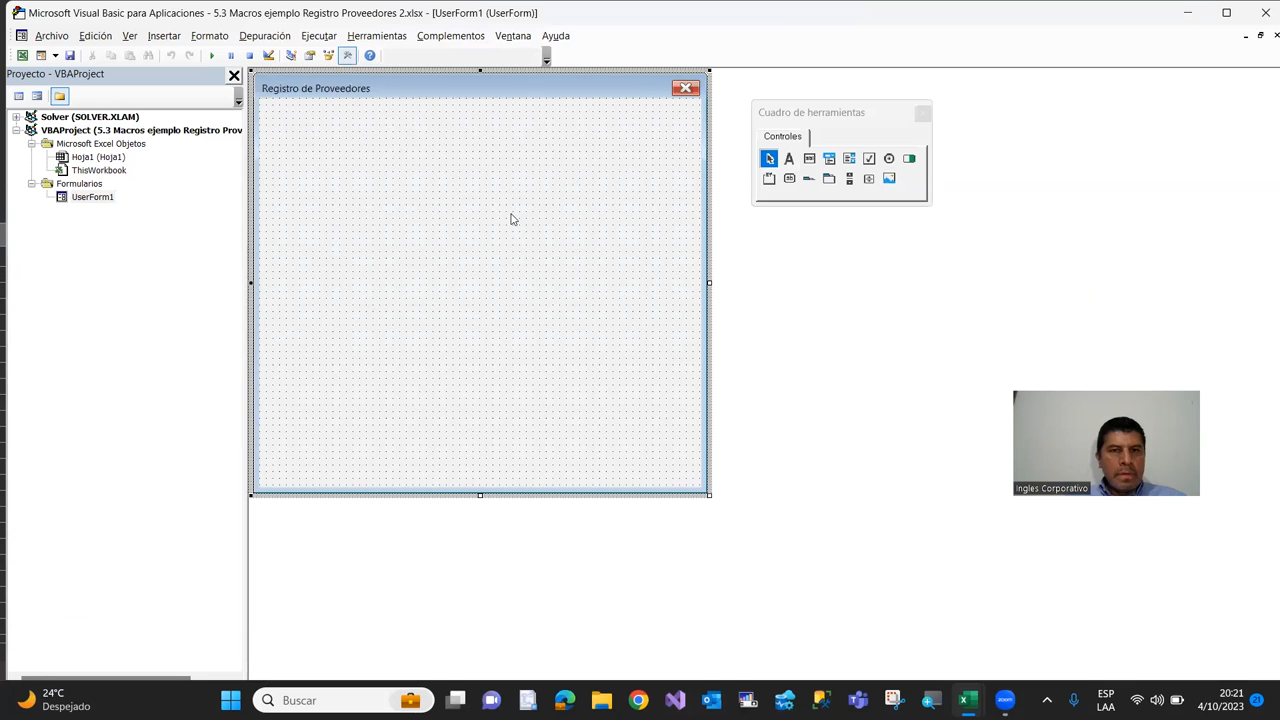 Microsoft Visual Basic para Aplicaciones - 5.3 Macros ejemplo Registro Proveedores 2.xlsx - [UserForm1 (UserForm)]
Archivo Edición Ver Insertar Formato Depuración Ejecutar Herramientas Complementos Ventana Ayuda
Proyecto - VBAProject
Solver (SOLVER.XLAM)
VBAProject (5.3 Macros ejemplo Registro Prov
Microsoft Excel Objetos
Hoja1 (Hoja1)
ThisWorkbook
Formularios
UserForm1
Registro de Proveedores
Cuadro de herramientas
Controles
Ingles Corporativo
24°C
Despejado
Buscar
ESP
LAA
20:21
4/10/2023
21